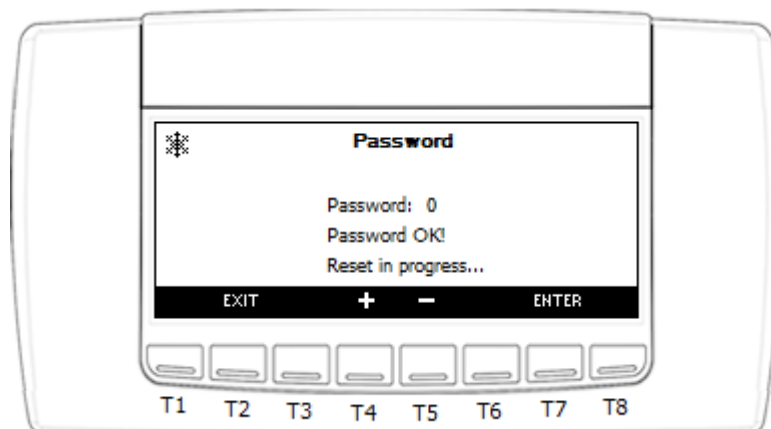 Password
Password: 0
Password OK!
Reset in progress...
EXIT + − ENTER
T1 T2 T3 T4 T5 T6 T7 T8